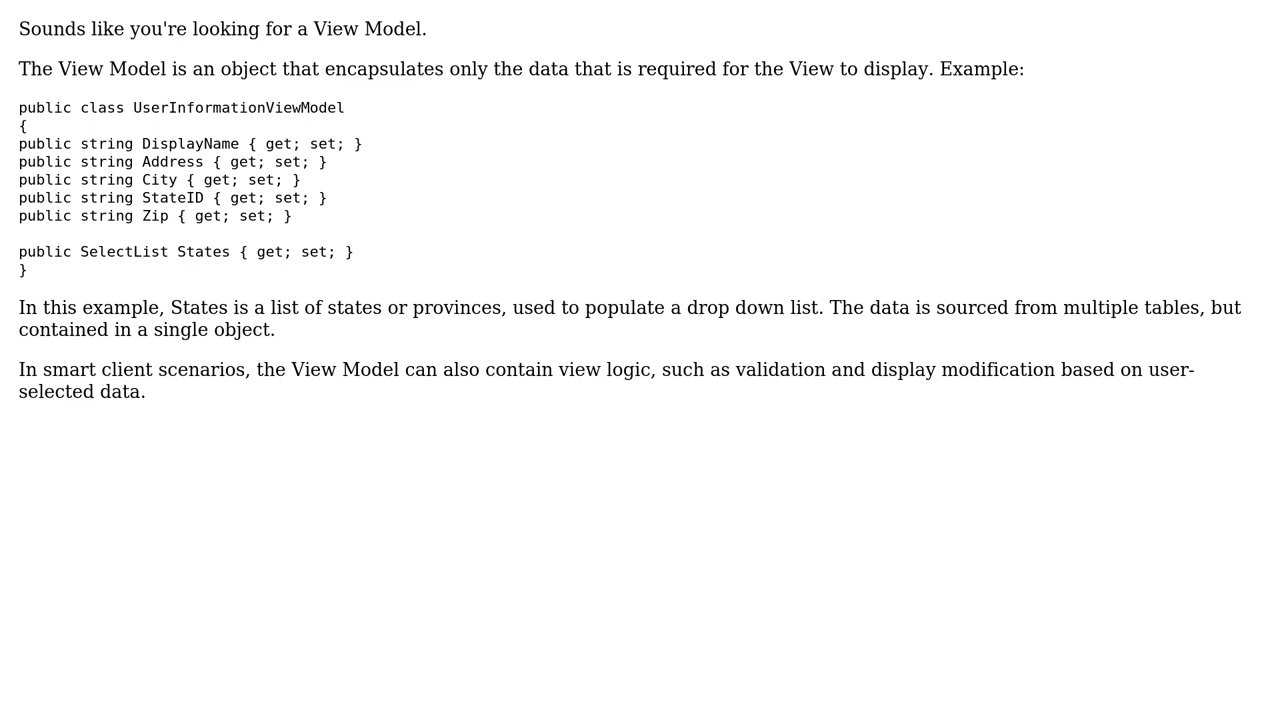 Sounds like you're looking for a View Model.
The View Model is an object that encapsulates only the data that is required for the View to display. Example:
public class UserInformationViewModel
{
public string DisplayName { get; set; }
public string Address { get; set; }
public string City { get; set; }
public string StateID { get; set; }
public string Zip { get; set; }
public SelectList States { get; set; }
}
In this example, States is a list of states or provinces, used to populate a drop down list. The data is sourced from multiple tables, but
contained in a single object.
In smart client scenarios, the View Model can also contain view logic, such as validation and display modification based on user-
selected data.